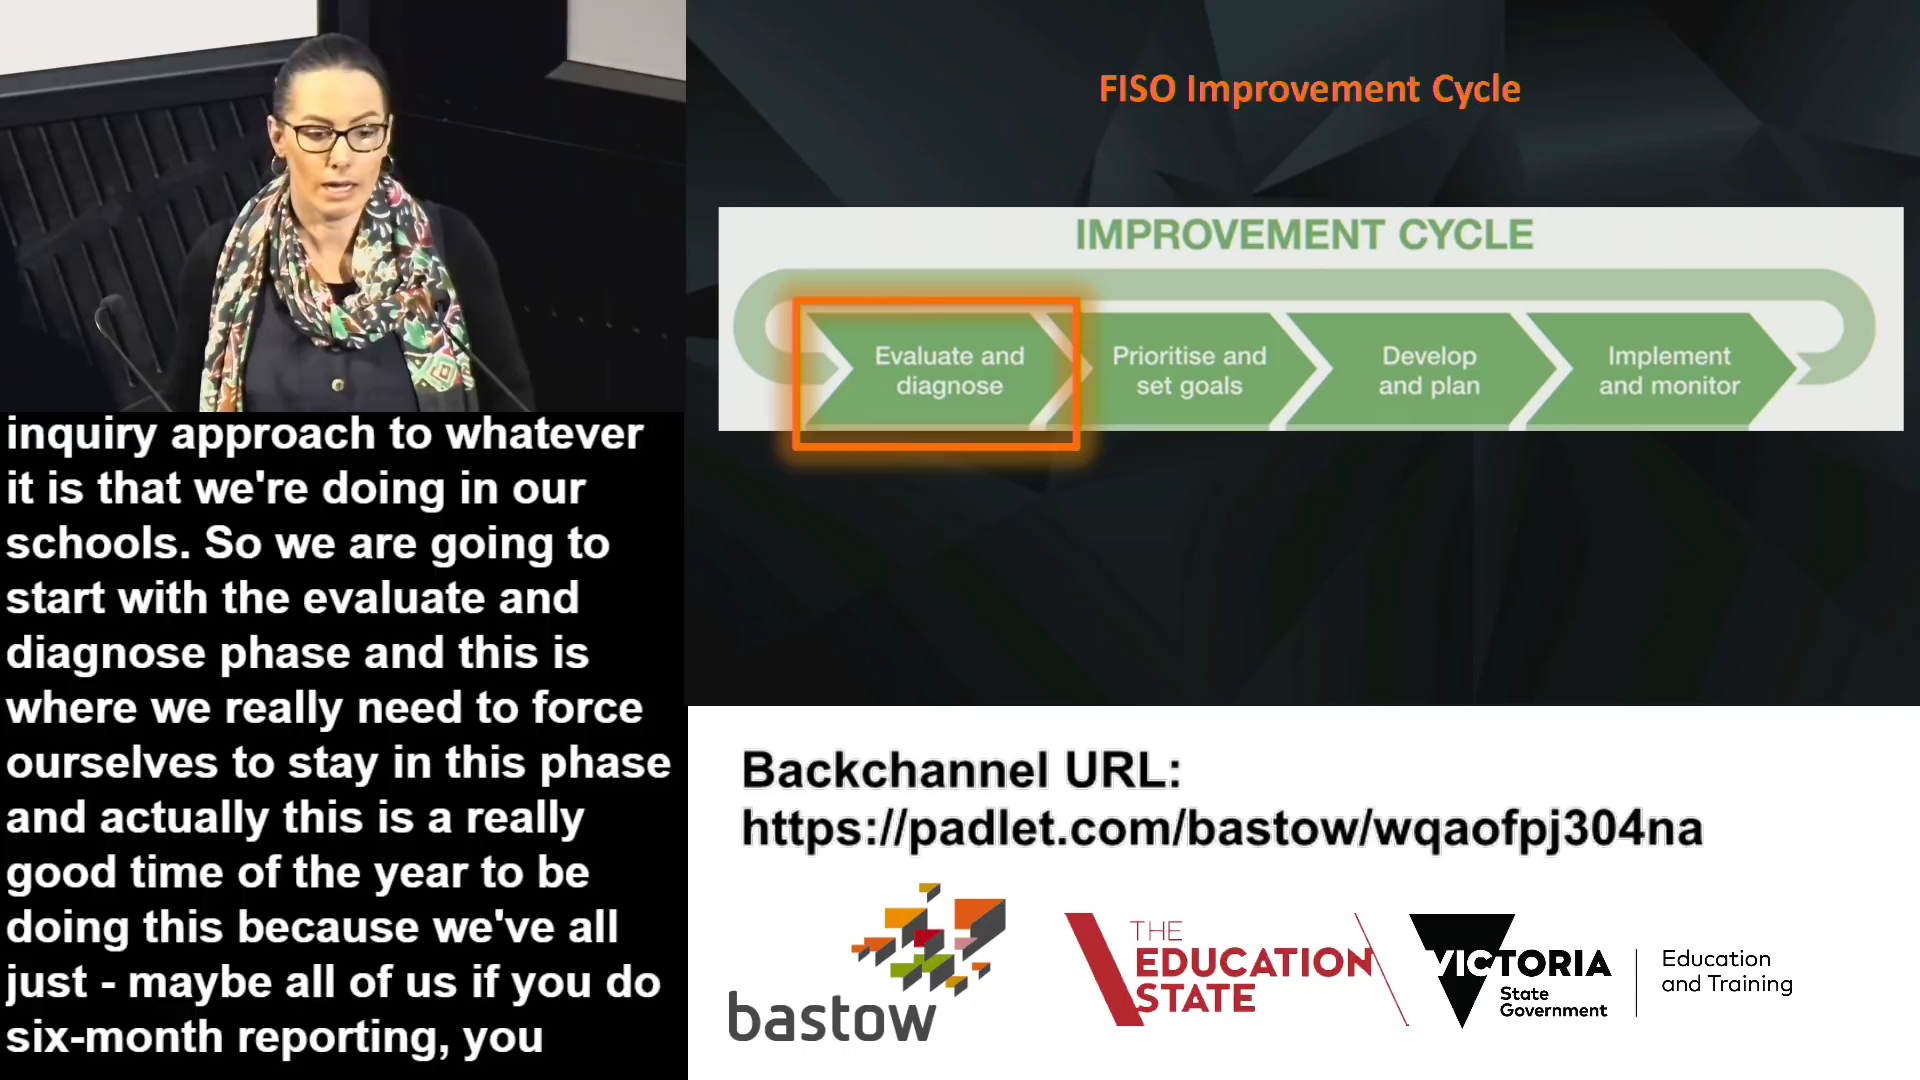 inquiry approach to whatever
it is that we're doing in our
schools. So we are going to
start with the evaluate and
diagnose phase and this is
where we really need to force
ourselves to stay in this phase
and actually this is a really
good time of the year to be
doing this because we've all
just - maybe all of us if you do
six-month reporting, you
FISO Improvement Cycle
IMPROVEMENT CYCLE
Evaluate and
diagnose
Prioritise and
set goals
Develop
and plan
Implement
and monitor
Backchannel URL:
https://padlet.com/bastow/wqaofpj304na
bastow
THE
EDUCATION
STATE
VICTORIA
State
Government
Education
and Training